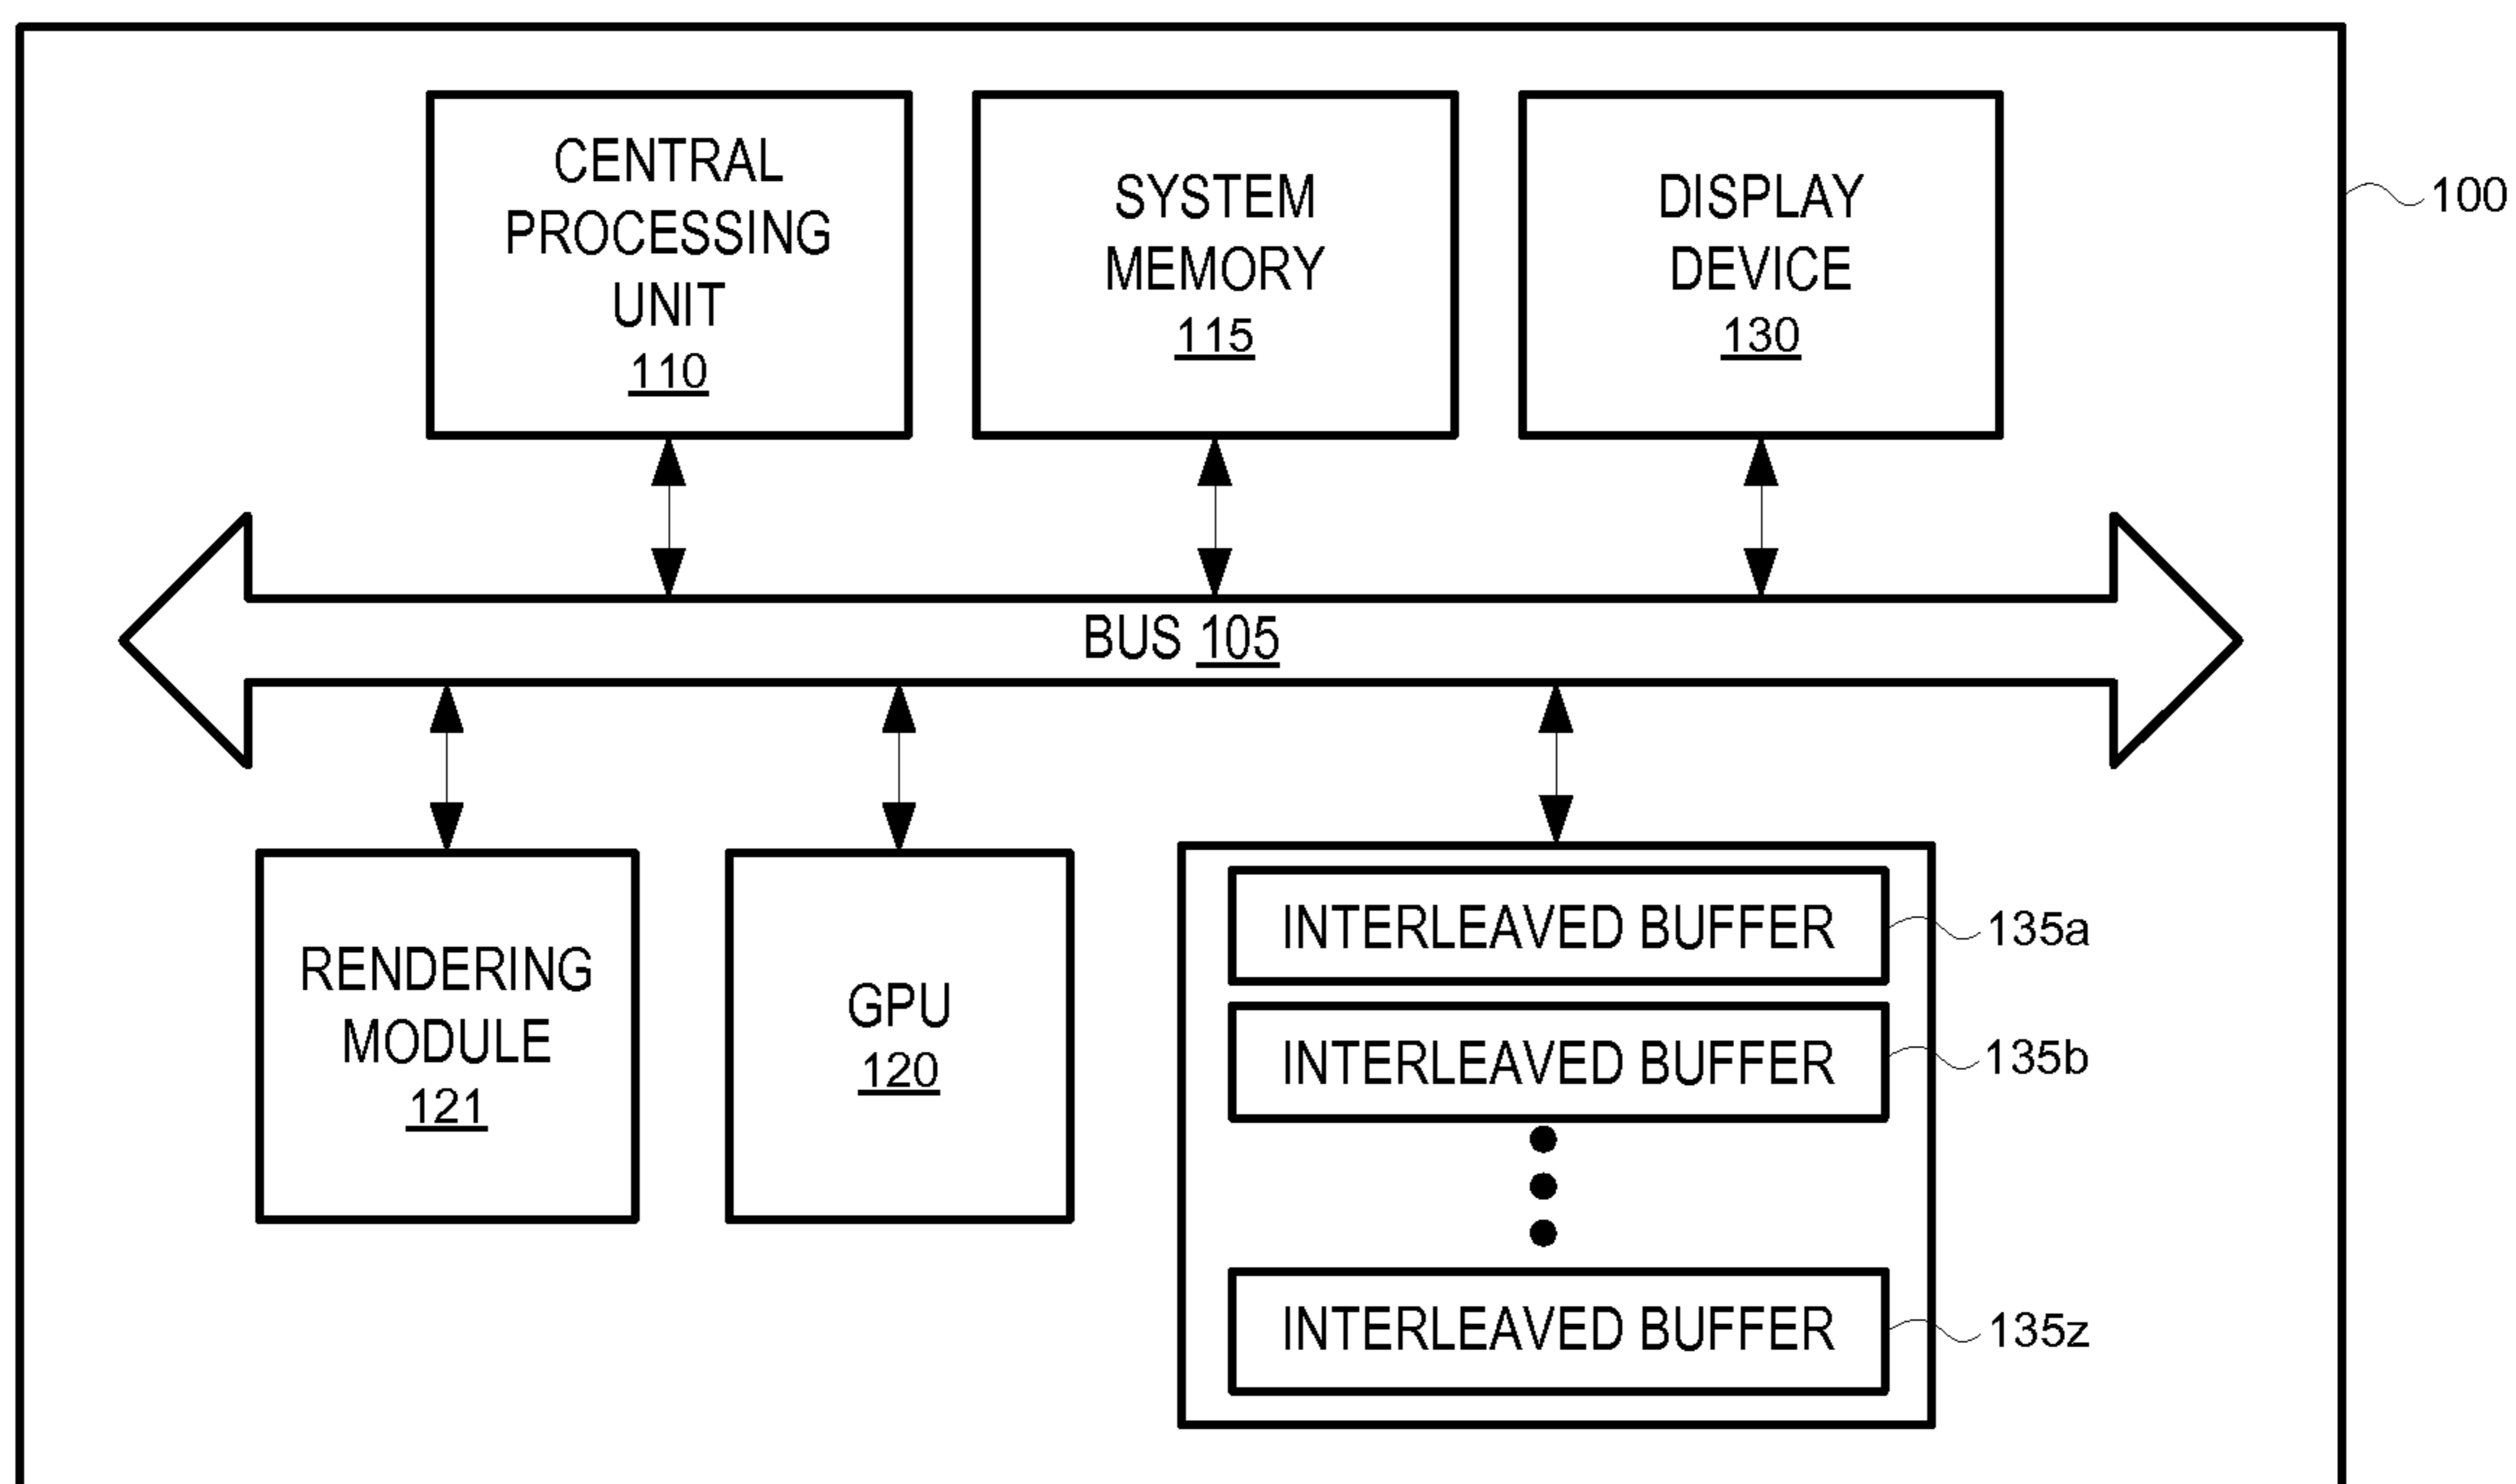 CENTRAL
PROCESSING
UNIT
110
SYSTEM
MEMORY
115
DISPLAY
DEVICE
130
100
BUS 105
RENDERING
MODULE
121
GPU
120
INTERLEAVED BUFFER
135a
INTERLEAVED BUFFER
135b
INTERLEAVED BUFFER
135z